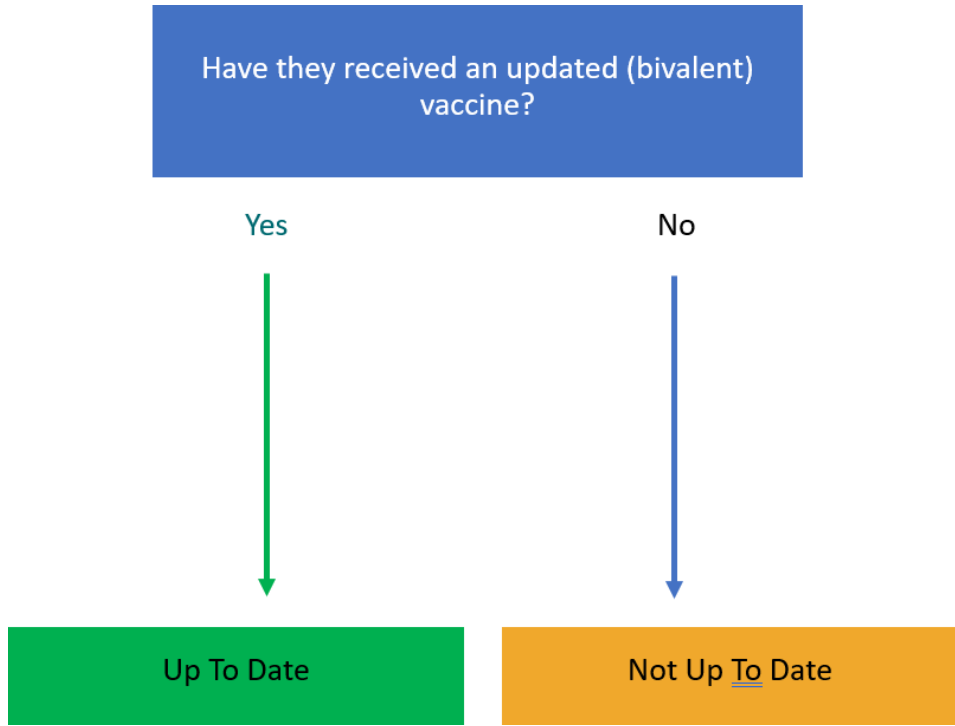 Have they received an updated (bivalent)
vaccine?
Yes
No
Up To Date
Not Up To Date